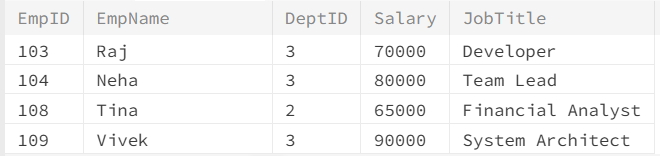 EmpID EmpName DeptID Salary JobTitle
103 Raj 3 70000 Developer
104 Neha 3 80000 Team Lead
108 Tina 2 65000 Financial Analyst
109 Vivek 3 90000 System Architect